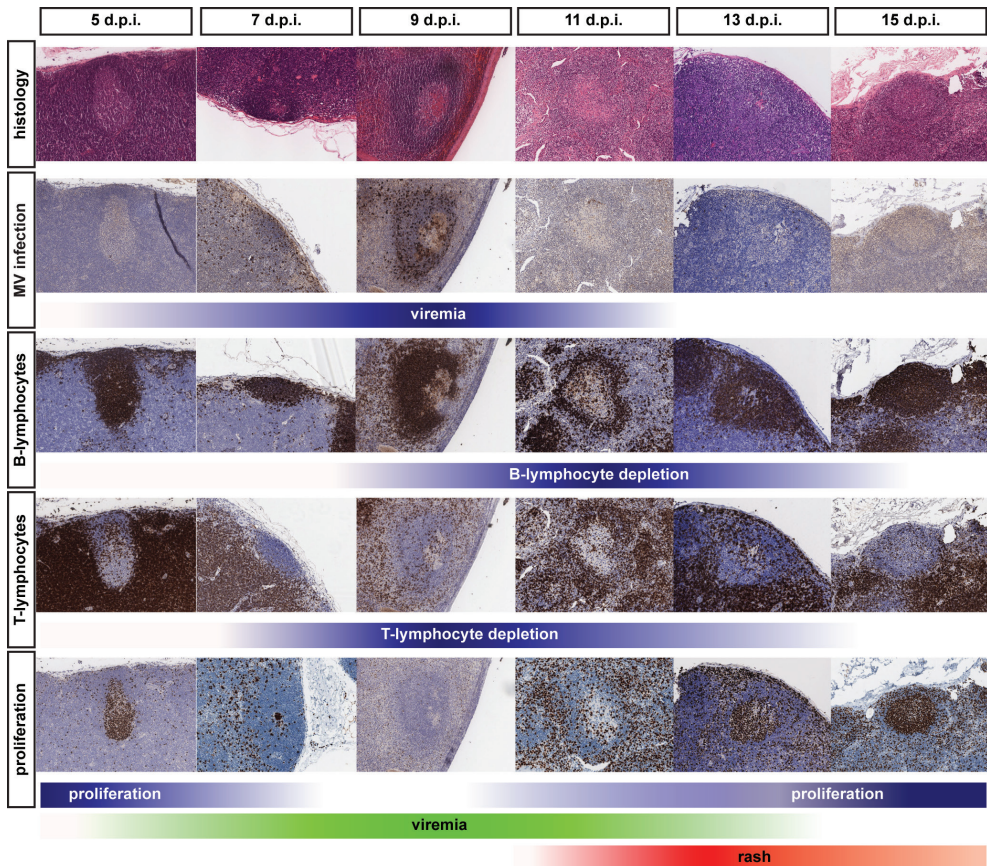 5 d.p.i.
7 d.p.i.
9 d.p.i.
11 d.p.i.
13 d.p.i.
15 d.p.i.
histology
MV infection
viremia
B-lymphocytes
B-lymphocyte depletion
T-lymphocytes
T-lymphocyte depletion
proliferation
proliferation
proliferation
viremia
rash